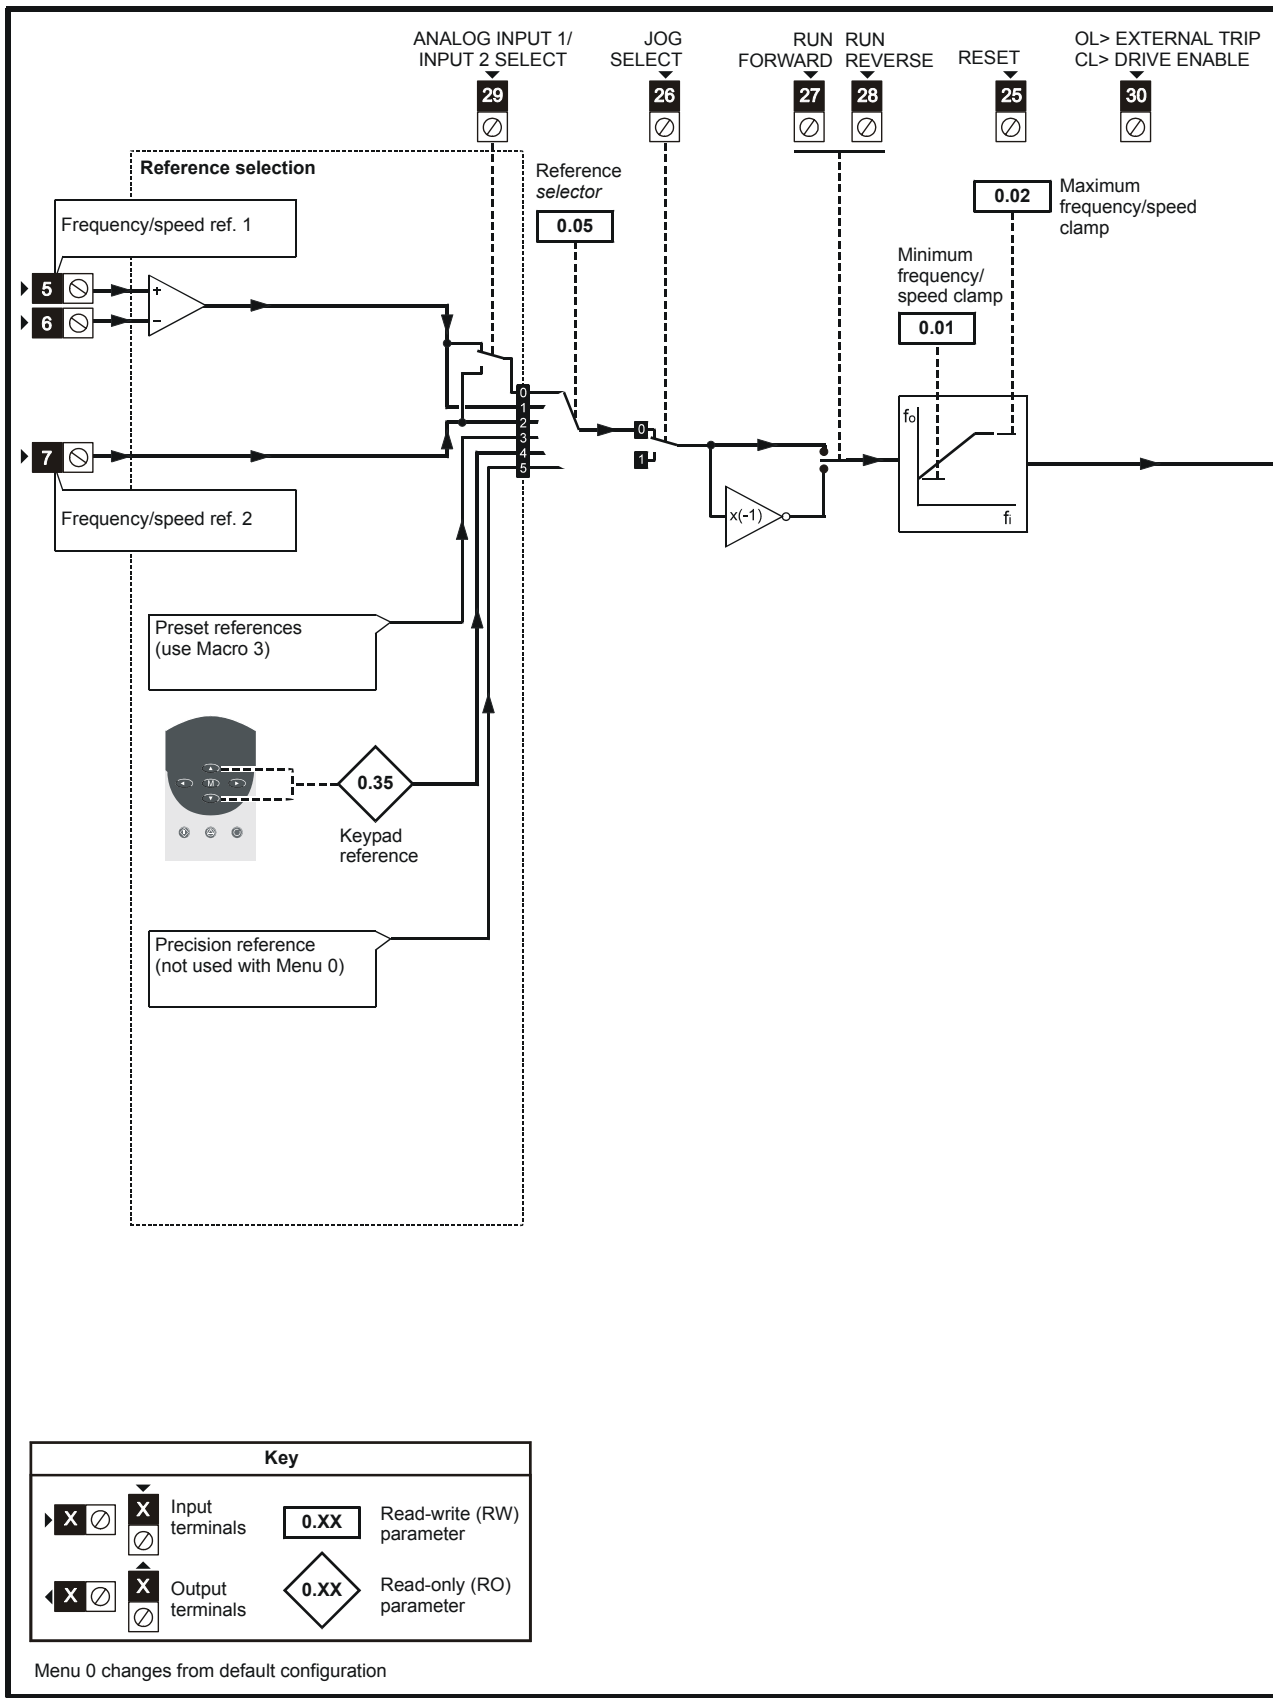 ANALOG INPUT 1/
INPUT 2 SELECT
29
JOG
SELECT
26
RUN
FORWARD
27
RUN
REVERSE
28
RESET
25
OL> EXTERNAL TRIP
CL> DRIVE ENABLE
30
Reference selection
Frequency/speed ref. 1
5
6
+
−
7
Frequency/speed ref. 2
Reference
selector
0.05
0
1
2
3
4
5
0
1
x(-1)
Minimum
frequency/
speed clamp
0.01
0.02
Maximum
frequency/speed
clamp
fo
fi
Preset references
(use Macro 3)
M
0.35
Keypad
reference
Precision reference
(not used with Menu 0)
Key
X
X
Input
terminals
0.XX
Read-write (RW)
parameter
X
X
Output
terminals
0.XX
Read-only (RO)
parameter
Menu 0 changes from default configuration